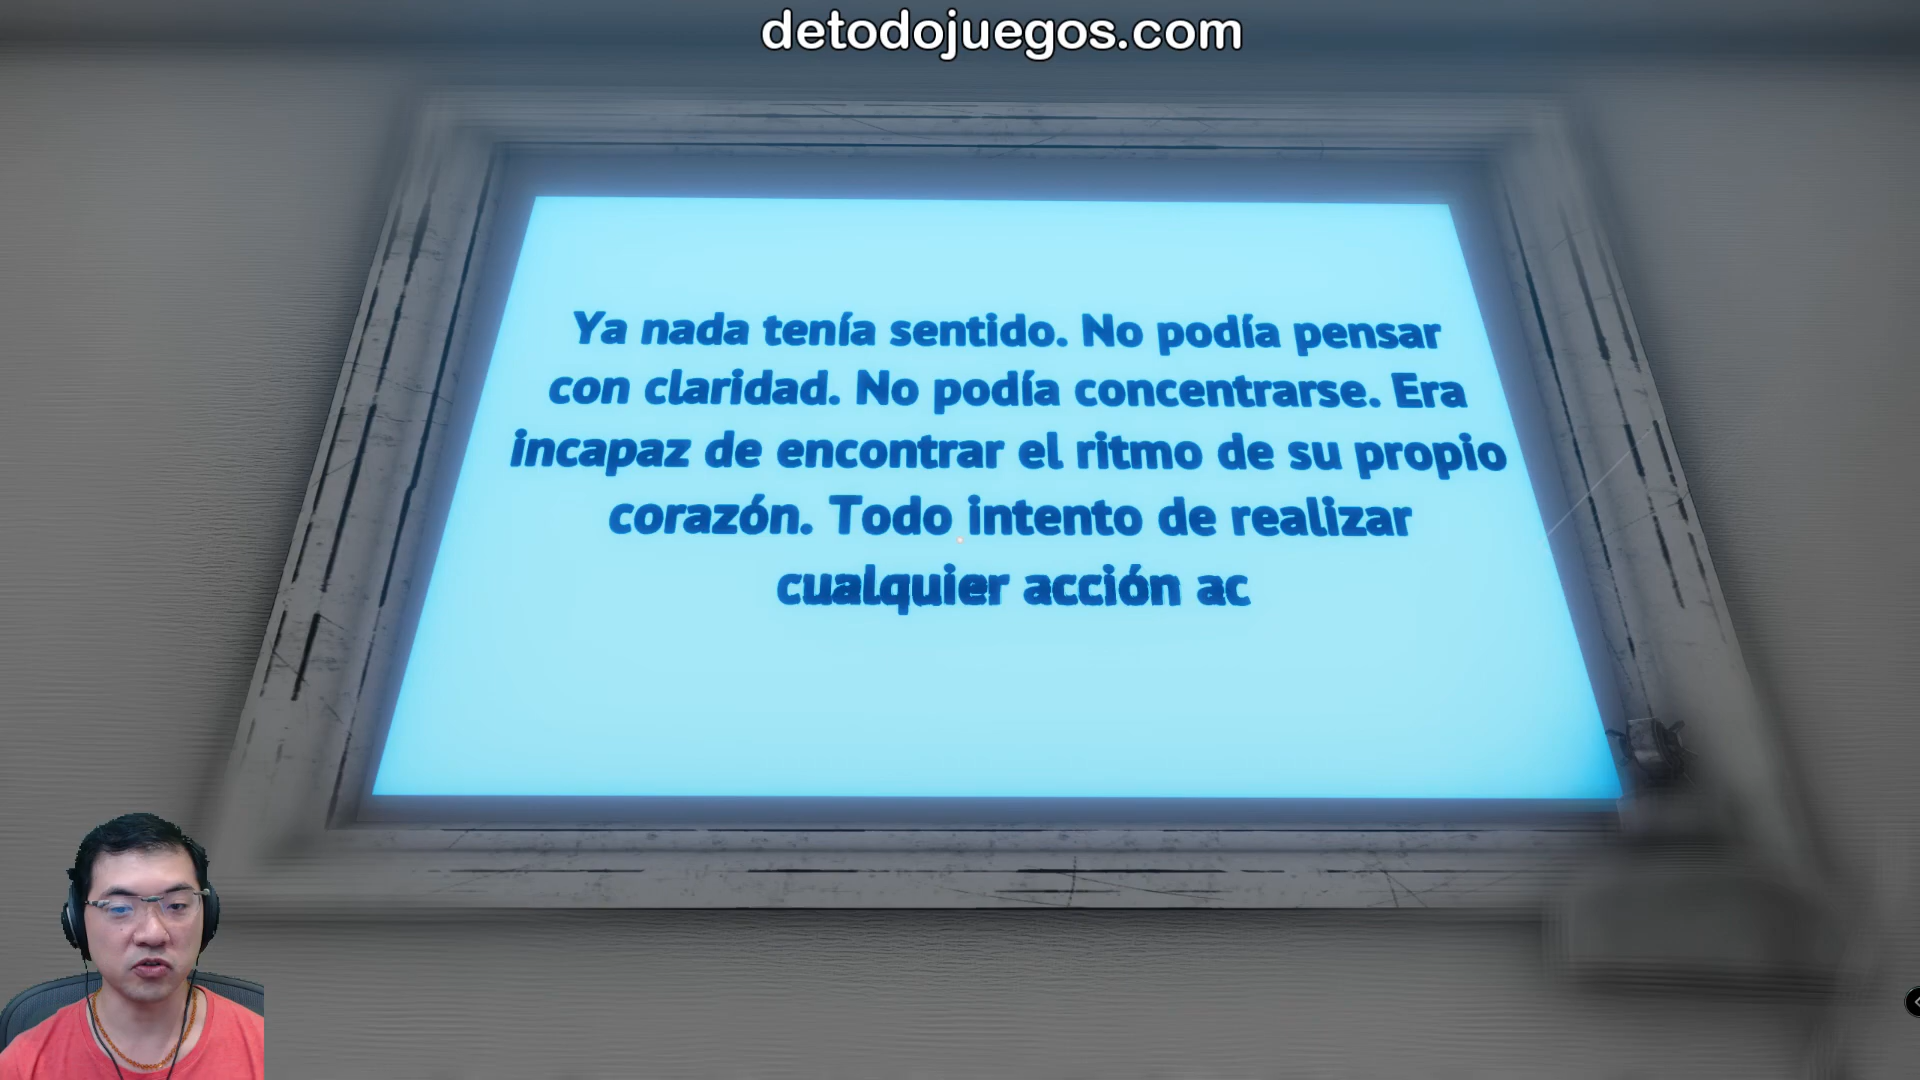 detodojuegos.com
Ya nada tenía sentido. No podía pensar
con claridad. No podía concentrarse. Era
incapaz de encontrar el ritmo de su propio
corazón. Todo intento de realizar
cualquier acción ac